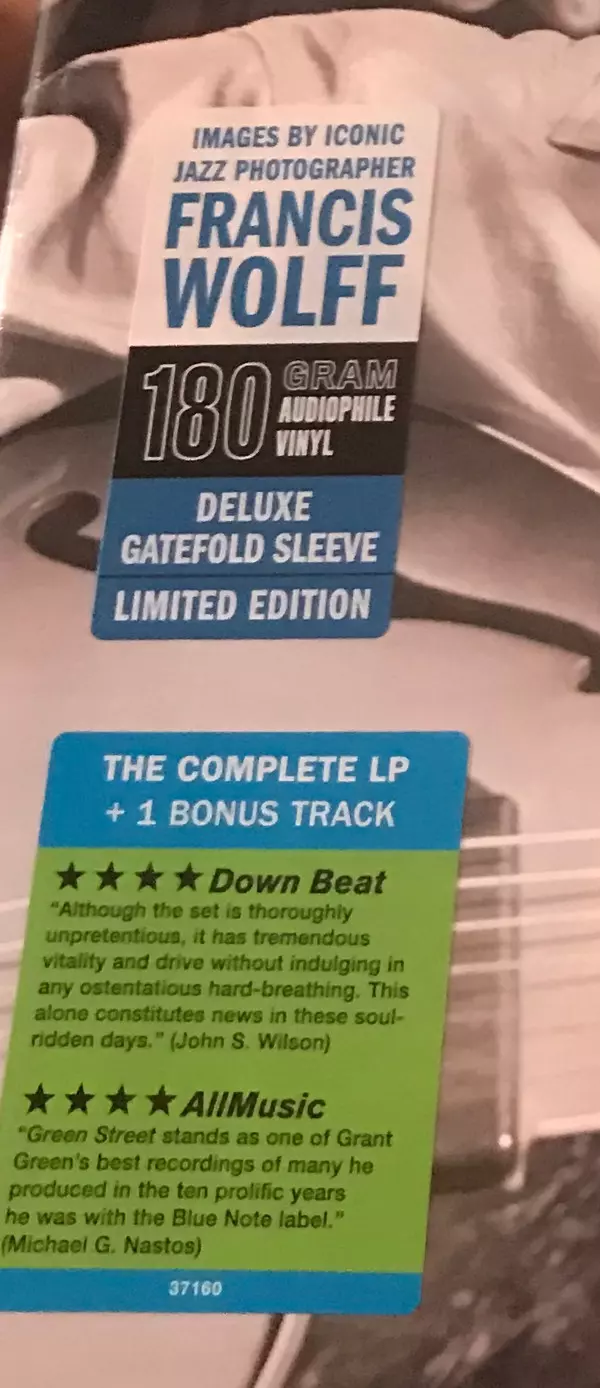 IMAGES BY ICONIC
JAZZ PHOTOGRAPHER
FRANCIS
WOLFF
180 GRAM
AUDIOPHILE
VINYL
DELUXE
GATEFOLD SLEEVE
LIMITED EDITION
THE COMPLETE LP
+ 1 BONUS TRACK
★★★★ Down Beat
"Although the set is thoroughly
unpretentious, it has tremendous
vitality and drive without indulging in
any ostentatious hard-breathing. This
alone constitutes news in these soul-
ridden days." (John S. Wilson)
★★★★ AllMusic
"Green Street stands as one of Grant
Green's best recordings of many he
produced in the ten prolific years
he was with the Blue Note label."
(Michael G. Nastos)
37160